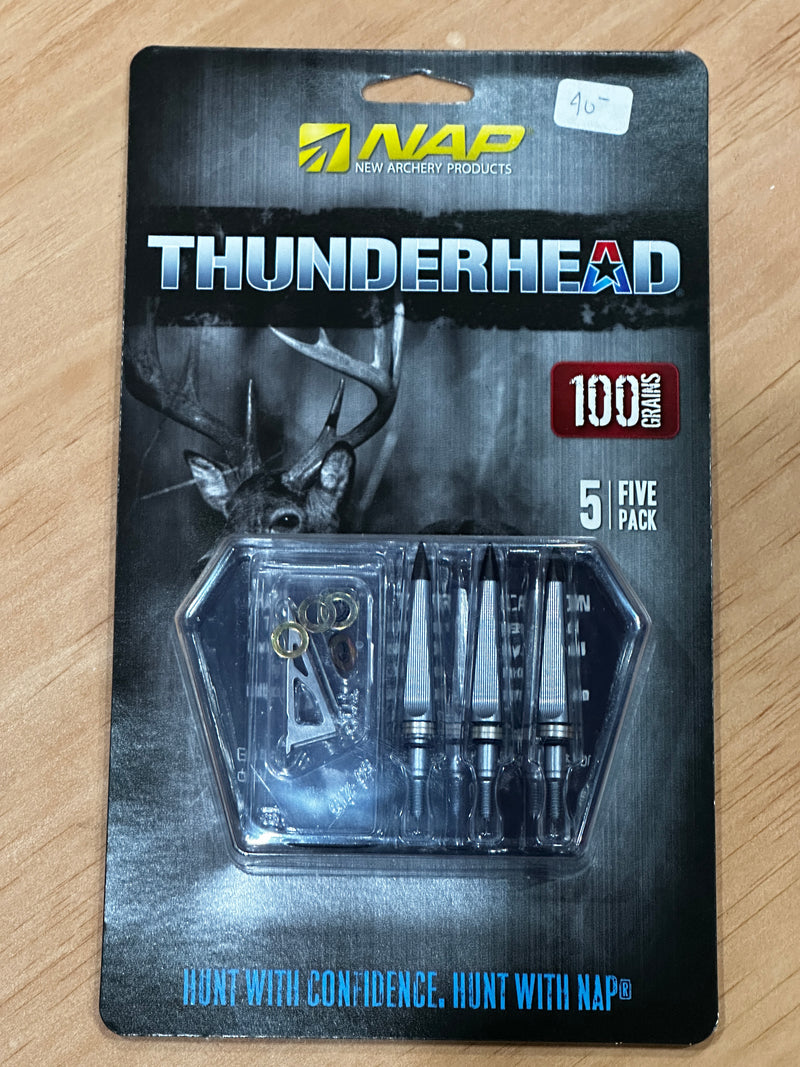 40-
NAP
NEW ARCHERY PRODUCTS
THUNDERHEAD®
100 GRAINS
5 FIVE PACK
HUNT WITH CONFIDENCE. HUNT WITH NAP®